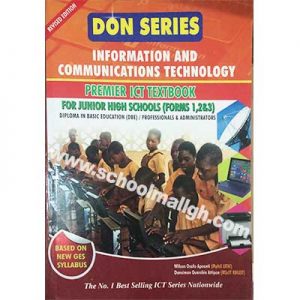 REVISED EDITION
DON SERIES
INFORMATION AND
COMMUNICATIONS TECHNOLOGY
PREMIER ICT TEXTBOOK
FOR JUNIOR HIGH SCHOOLS (FORMS 1,2&3)
DIPLOMA IN BASIC EDUCATION (DBE) / PROFESSIONALS & ADMINISTRATORS
www.schoolmallgh.com
BASED ON
NEW GES
SYLLABUS
The No. 1 Best Selling ICT Series Nationwide